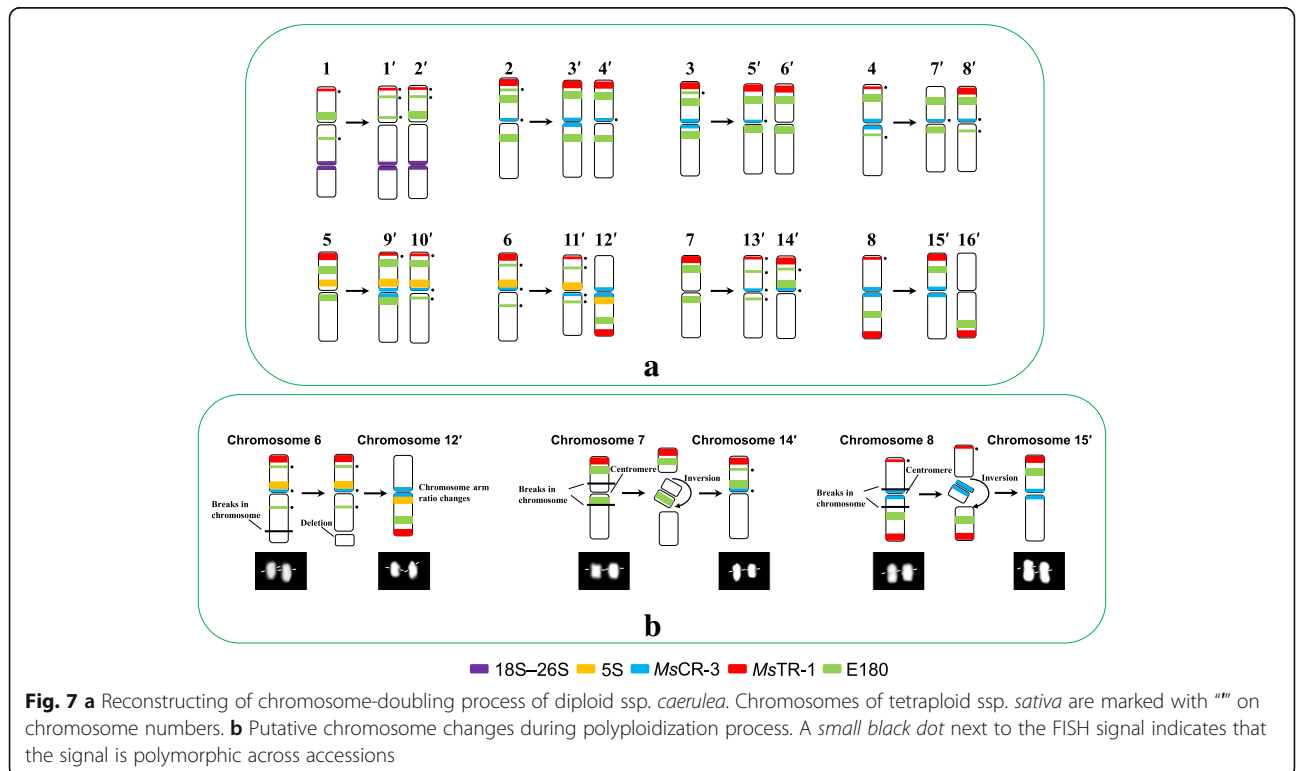 1 1′ 2′ 2 3′ 4′ 3 5′ 6′ 4 7′ 8′
5 9′ 10′ 6 11′ 12′ 7 13′ 14′ 8 15′ 16′
a
Chromosome 6 Chromosome 12′ Chromosome 7 Chromosome 14′ Chromosome 8 Chromosome 15′
Breaks in
chromosome
Deletion
Chromosome arm
ratio changes
Breaks in
chromosome
Centromere
Inversion
Breaks in
chromosome
Centromere
Inversion
b
18S–26S 5S MsCR-3 MsTR-1 E180
Fig. 7 a Reconstructing of chromosome-doubling process of diploid ssp. caerulea. Chromosomes of tetraploid ssp. sativa are marked with “′” on
chromosome numbers. b Putative chromosome changes during polyploidization process. A small black dot next to the FISH signal indicates that
the signal is polymorphic across accessions